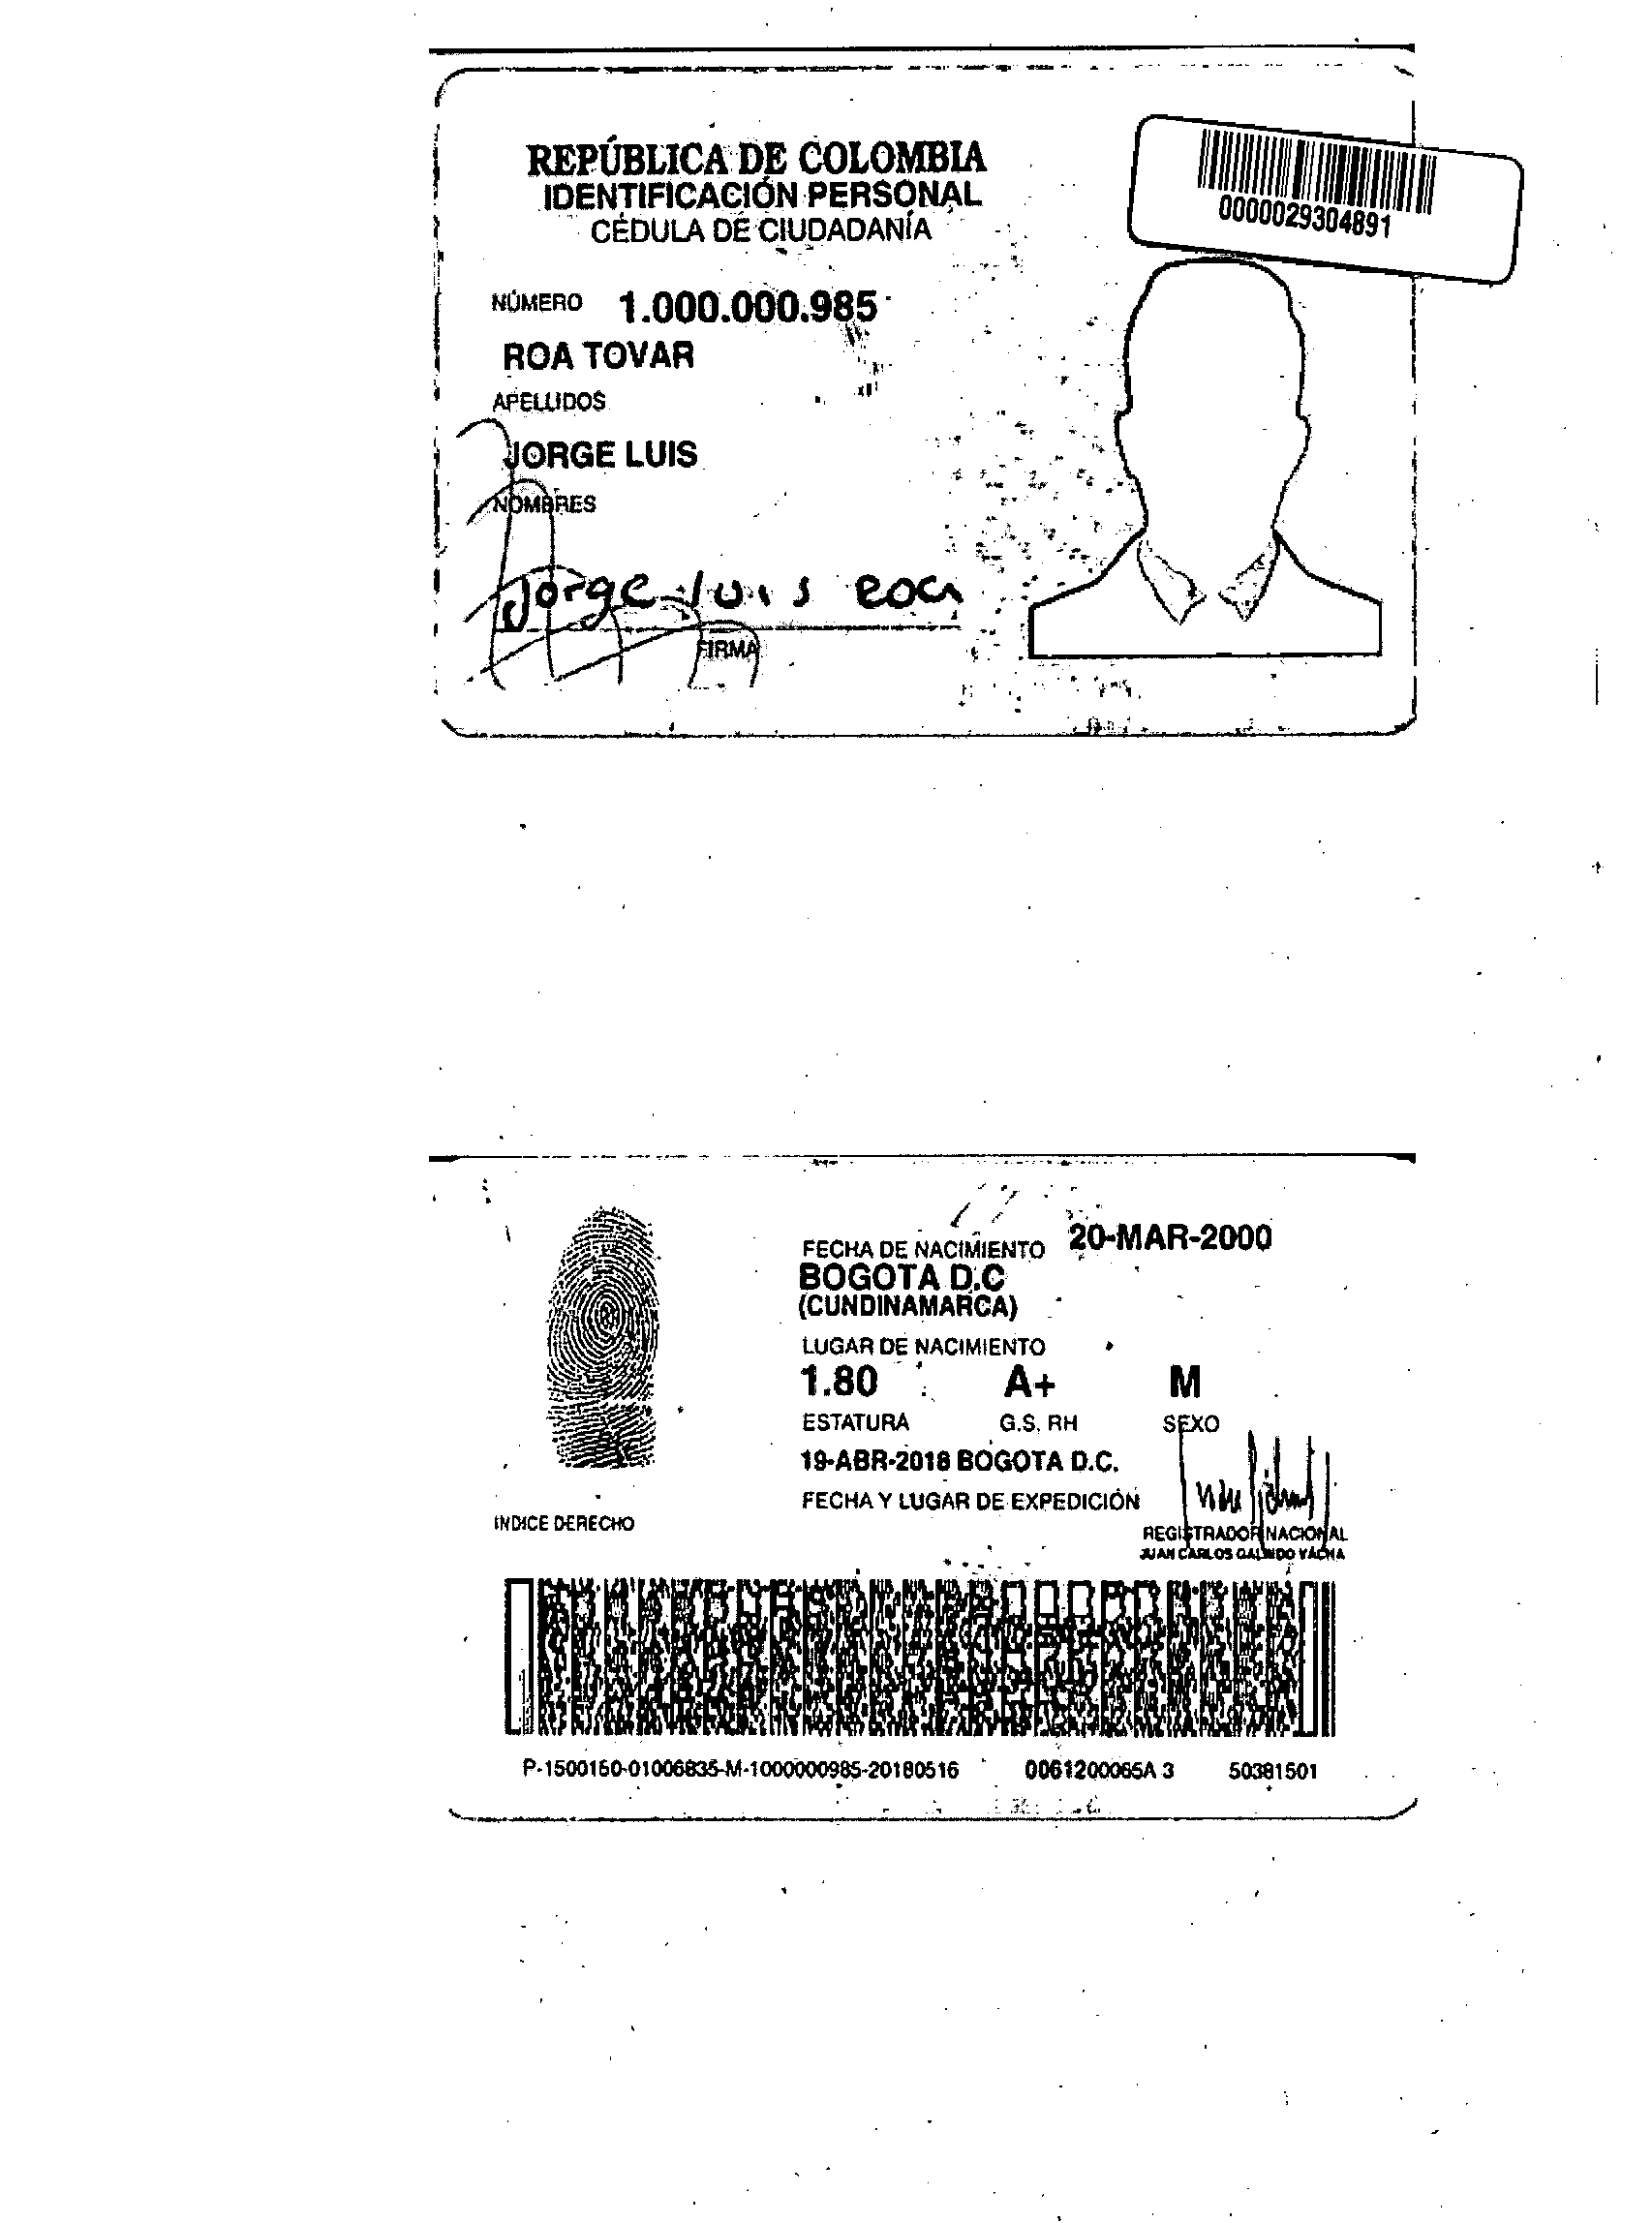 REPÚBLICA DE COLOMBIA
IDENTIFICACIÓN PERSONAL
CÉDULA DE CIUDADANÍA
0000029304891
NÚMERO 1.000.000.985
ROA TOVAR
APELLIDOS
JORGE LUIS
NOMBRES
Jorge luis Roa
FIRMA
FECHA DE NACIMIENTO 20-MAR-2000
BOGOTA D.C
(CUNDINAMARCA)
LUGAR DE NACIMIENTO
1.80 A+ M
ESTATURA G.S. RH SEXO
19-ABR-2018 BOGOTA D.C.
FECHA Y LUGAR DE EXPEDICIÓN
INDICE DERECHO
REGISTRADOR NACIONAL
JUAN CARLOS GALINDO VÁCHA
P-1500150-01006835-M-1000000985-20180516 0061200065A 3 50381501